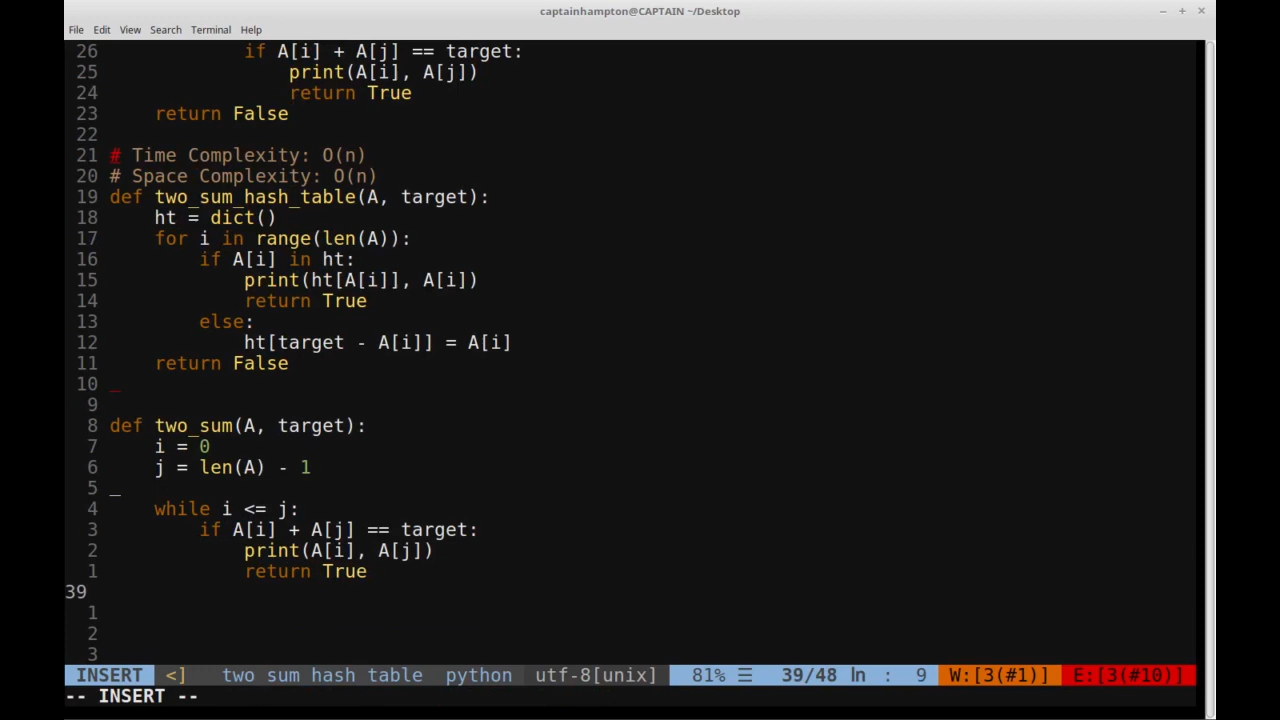 captainhampton@CAPTAIN ~/Desktop
File Edit View Search Terminal Help
26             if A[i] + A[j] == target:
25                 print(A[i], A[j])
24                 return True
23     return False
22
21 # Time Complexity: O(n)
20 # Space Complexity: O(n)
19 def two_sum_hash_table(A, target):
18     ht = dict()
17     for i in range(len(A)):
16         if A[i] in ht:
15             print(ht[A[i]], A[i])
14             return True
13         else:
12             ht[target - A[i]] = A[i]
11     return False
10 _
9
8 def two_sum(A, target):
7     i = 0
6     j = len(A) - 1
5 _
4     while i <= j:
3         if A[i] + A[j] == target:
2             print(A[i], A[j])
1             return True
39
1
2
3
INSERT <] two sum hash table python utf-8[unix] 81% ☰ 39/48 ln : 9 W:[3(#1)] E:[3(#10)]
-- INSERT --